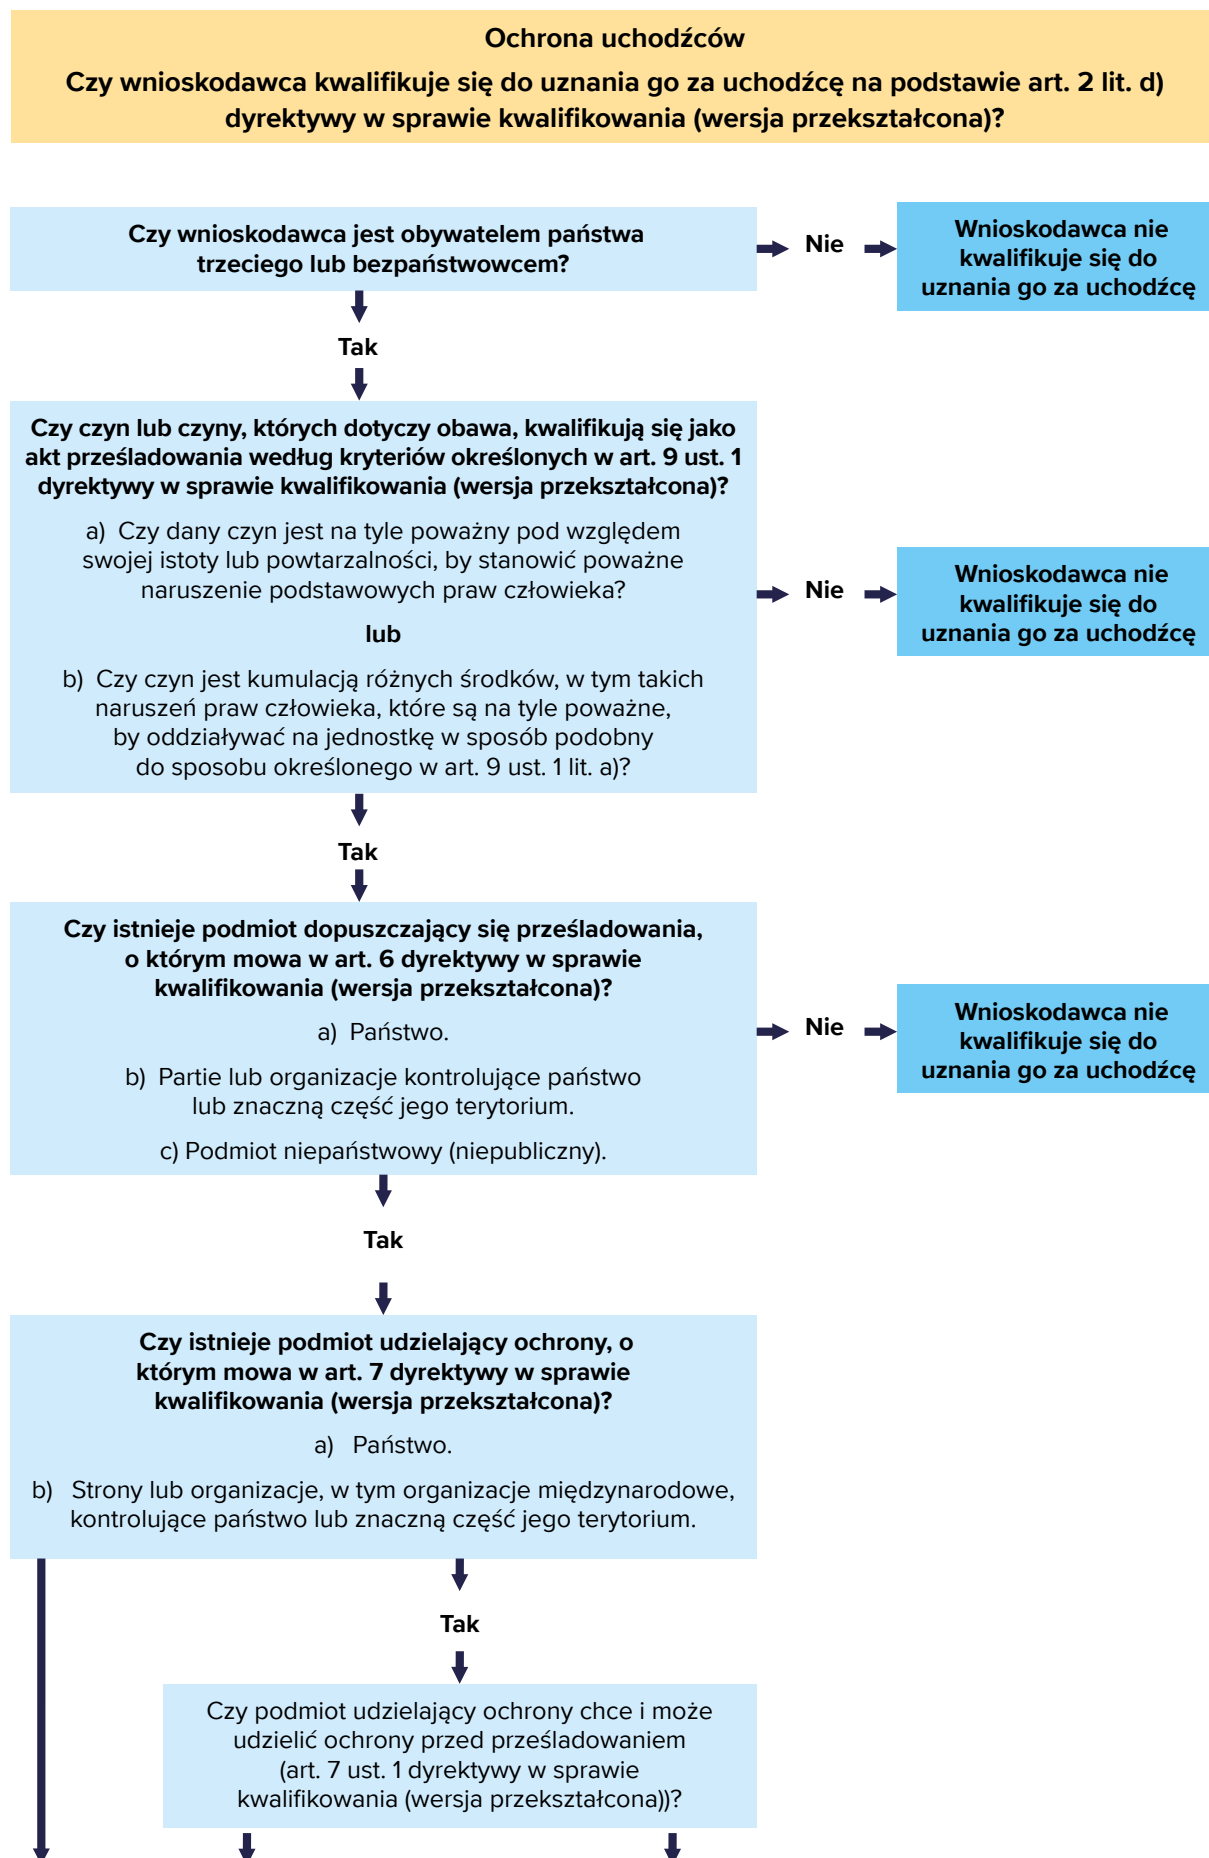 Ochrona uchodźców
Czy wnioskodawca kwalifikuje się do uznania go za uchodźcę na podstawie art. 2 lit. d)
dyrektywy w sprawie kwalifikowania (wersja przekształcona)?
Czy wnioskodawca jest obywatelem państwa
trzeciego lub bezpaństwowcem?
Nie
Wnioskodawca nie
kwalifikuje się do
uznania go za uchodźcę
Tak
Czy czyn lub czyny, których dotyczy obawa, kwalifikują się jako
akt prześladowania według kryteriów określonych w art. 9 ust. 1
dyrektywy w sprawie kwalifikowania (wersja przekształcona)?
a) Czy dany czyn jest na tyle poważny pod względem
swojej istoty lub powtarzalności, by stanowić poważne
naruszenie podstawowych praw człowieka?
lub
b) Czy czyn jest kumulacją różnych środków, w tym takich
naruszeń praw człowieka, które są na tyle poważne,
by oddziaływać na jednostkę w sposób podobny
do sposobu określonego w art. 9 ust. 1 lit. a)?
Nie
Wnioskodawca nie
kwalifikuje się do
uznania go za uchodźcę
Tak
Czy istnieje podmiot dopuszczający się prześladowania,
o którym mowa w art. 6 dyrektywy w sprawie
kwalifikowania (wersja przekształcona)?
a) Państwo.
b) Partie lub organizacje kontrolujące państwo
lub znaczną część jego terytorium.
c) Podmiot niepaństwowy (niepubliczny).
Nie
Wnioskodawca nie
kwalifikuje się do
uznania go za uchodźcę
Tak
Czy istnieje podmiot udzielający ochrony, o
którym mowa w art. 7 dyrektywy w sprawie
kwalifikowania (wersja przekształcona)?
a) Państwo.
b) Strony lub organizacje, w tym organizacje międzynarodowe,
kontrolujące państwo lub znaczną część jego terytorium.
Tak
Czy podmiot udzielający ochrony chce i może
udzielić ochrony przed prześladowaniem
(art. 7 ust. 1 dyrektywy w sprawie
kwalifikowania (wersja przekształcona))?